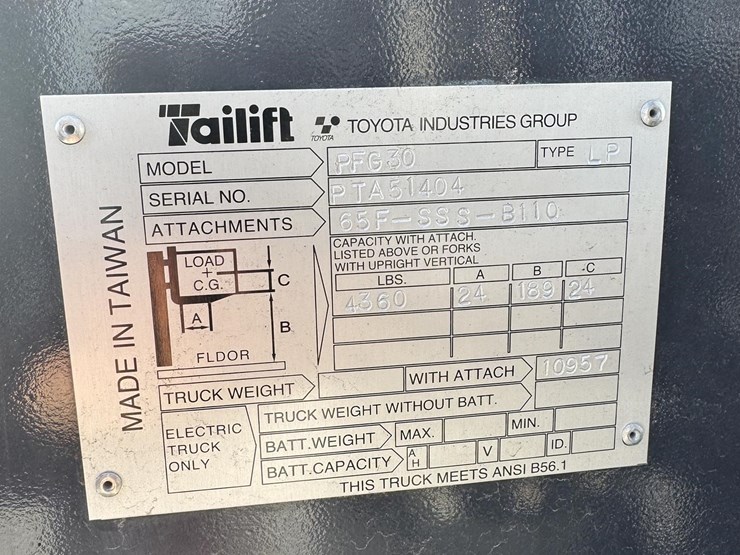 Tailift TOYOTA TOYOTA INDUSTRIES GROUP
MADE IN TAIWAN
MODEL PFG30 TYPE LP
SERIAL NO. PTA51404
ATTACHMENTS 65F-SSS-B110
CAPACITY WITH ATTACH.
LISTED ABOVE OR FORKS
WITH UPRIGHT VERTICAL
LBS. A B -C
4360 24 189 24
LOAD
+
C.G.
C
A
B
FLDOR
TRUCK WEIGHT WITH ATTACH 10957
ELECTRIC
TRUCK
ONLY
TRUCK WEIGHT WITHOUT BATT.
BATT.WEIGHT MAX. MIN.
BATT.CAPACITY A H V ID.
THIS TRUCK MEETS ANSI B56.1